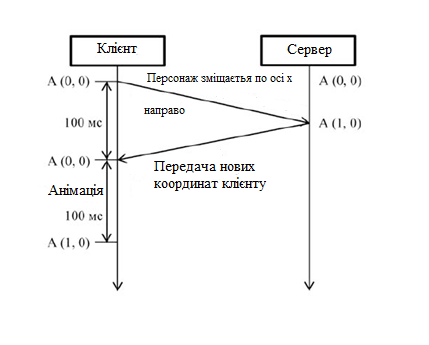 Клієнт
Сервер
A (0, 0)
Персонаж зміщаєтья по осі х
A (0, 0)
направо
100 мс
A (1, 0)
A (0, 0)
Передача нових
координат клієнту
Анімація
100 мс
A (1, 0)